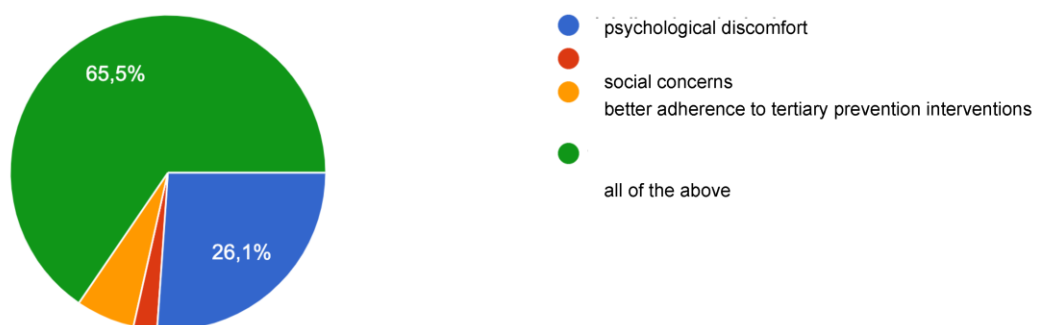 65,5%
26,1%
psychological discomfort
social concerns
better adherence to tertiary prevention interventions
all of the above